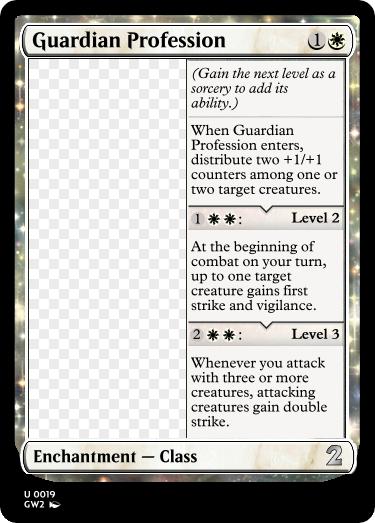 Guardian Profession 1
(Gain the next level as a
sorcery to add its
ability.)
When Guardian
Profession enters,
distribute two +1/+1
counters among one or
two target creatures.
1 : Level 2
At the beginning of
combat on your turn,
up to one target
creature gains first
strike and vigilance.
2 : Level 3
Whenever you attack
with three or more
creatures, attacking
creatures gain double
strike.
Enchantment — Class 2
U 0019
GW2